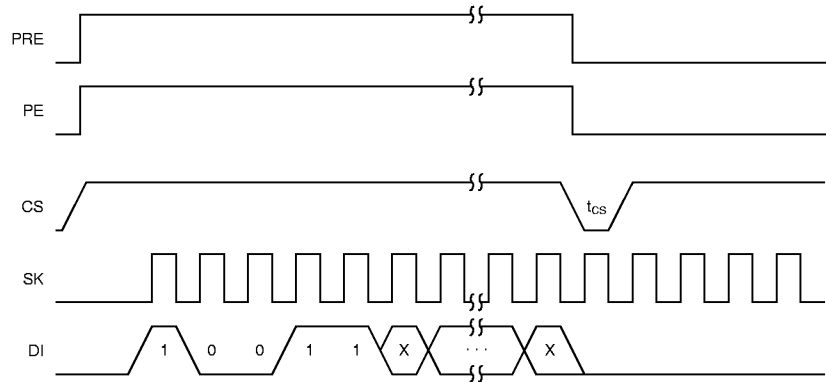 PRE
PE
CS
tCS
SK
DI
1 0 0 1 1 X ... X